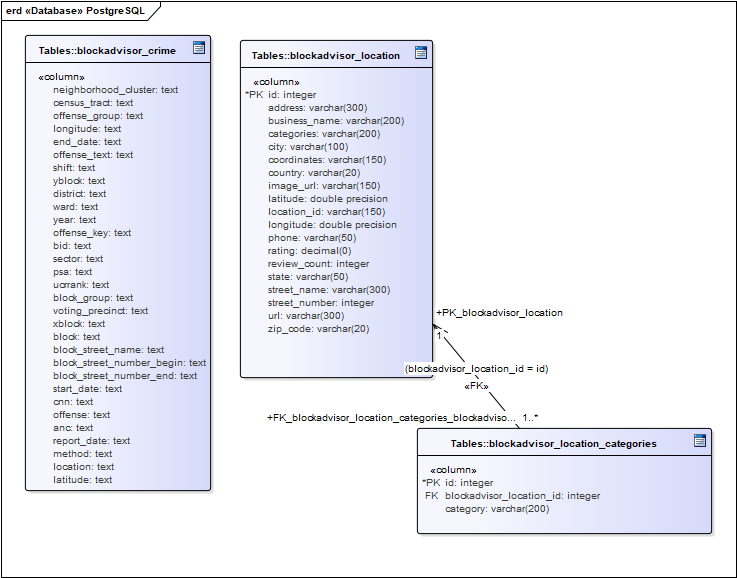 erd «Database» PostgreSQL
Tables::blockadvisor_crime
«column»
neighborhood_cluster: text
census_tract: text
offense_group: text
longitude: text
end_date: text
offense_text: text
shift: text
yblock: text
district: text
ward: text
year: text
offense_key: text
bid: text
sector: text
psa: text
ucrrank: text
block_group: text
voting_precinct: text
xblock: text
block: text
block_street_name: text
block_street_number_begin: text
block_street_number_end: text
start_date: text
cnn: text
offense: text
anc: text
report_date: text
method: text
location: text
latitude: text
Tables::blockadvisor_location
«column»
*PK id: integer
address: varchar(300)
business_name: varchar(200)
categories: varchar(200)
city: varchar(100)
coordinates: varchar(150)
country: varchar(20)
image_url: varchar(150)
latitude: double precision
location_id: varchar(150)
longitude: double precision
phone: varchar(50)
rating: decimal(0)
review_count: integer
state: varchar(50)
street_name: varchar(300)
street_number: integer
url: varchar(300)
zip_code: varchar(20)
+PK_blockadvisor_location
1
(blockadvisor_location_id = id)
«FK»
+FK_blockadvisor_location_categories_blockadviso... 1..*
Tables::blockadvisor_location_categories
«column»
*PK id: integer
FK blockadvisor_location_id: integer
category: varchar(200)